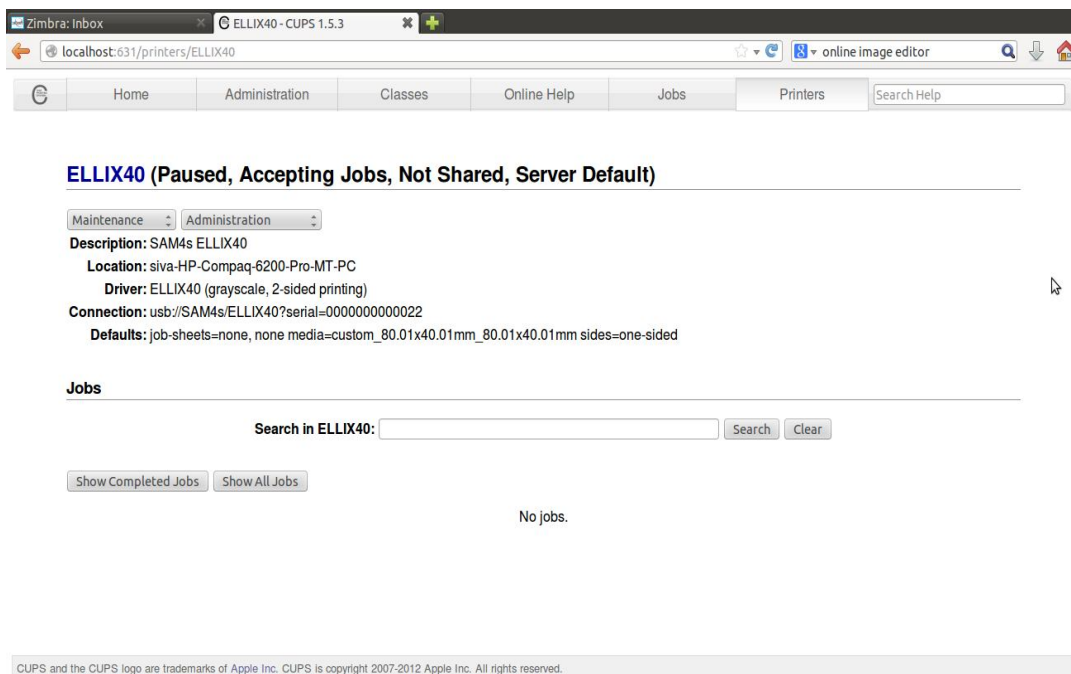 Zimbra: Inbox
ELLIX40 - CUPS 1.5.3
localhost:631/printers/ELLIX40
online image editor
Home
Administration
Classes
Online Help
Jobs
Printers
Search Help
ELLIX40 (Paused, Accepting Jobs, Not Shared, Server Default)
Maintenance
Administration
Description: SAM4s ELLIX40
Location: siva-HP-Compaq-6200-Pro-MT-PC
Driver: ELLIX40 (grayscale, 2-sided printing)
Connection: usb://SAM4s/ELLIX40?serial=0000000000022
Defaults: job-sheets=none, none media=custom_80.01x40.01mm_80.01x40.01mm sides=one-sided
Jobs
Search in ELLIX40:
Search
Clear
Show Completed Jobs
Show All Jobs
No jobs.
CUPS and the CUPS logo are trademarks of Apple Inc. CUPS is copyright 2007-2012 Apple Inc. All rights reserved.